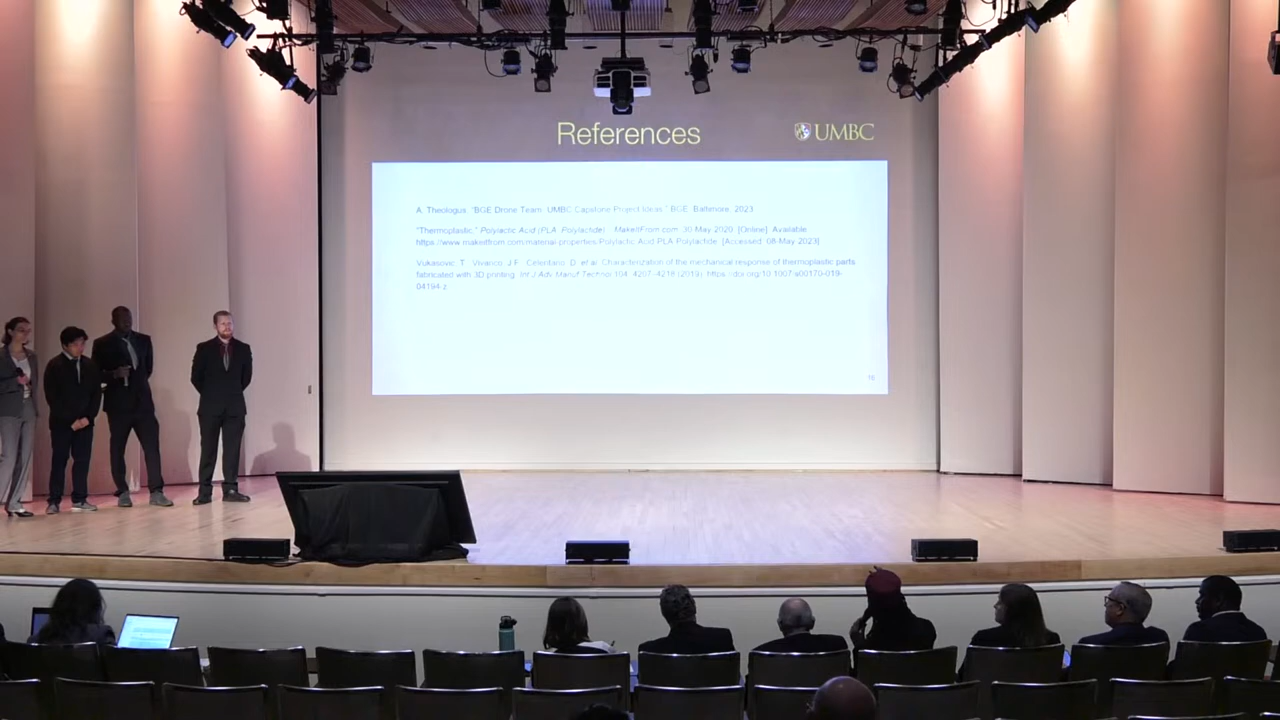 References
UMBC
A. Theologus. "BGE Drone Team: UMBC Capstone Project Ideas." BGE. Baltimore. 2023
"Thermoplastic." Polylactic Acid (PLA, Polylactide) :: MakeItFrom.com. 30 May 2020. [Online]. Available:
https://www.makeitfrom.com/material-properties/Polylactic-Acid-PLA-Polylactide. [Accessed: 08-May 2023].
Vukasovic, T., Vivanco, J.F., Celentano, D. et al. Characterization of the mechanical response of thermoplastic parts
fabricated with 3D printing. Int J Adv Manuf Technol 104, 4207–4218 (2019). https://doi.org/10.1007/s00170-019-
04194-z
16